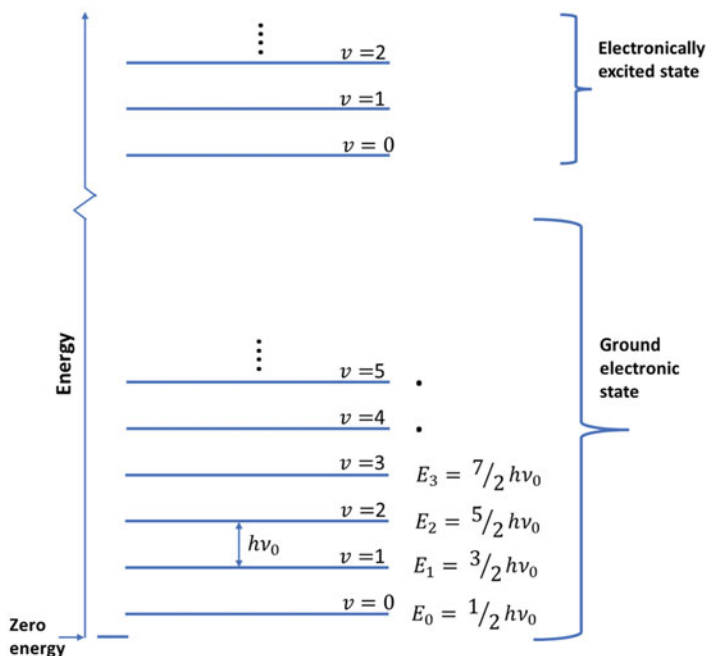 v = 2
Electronically
excited state
v = 1
v = 0
Energy
v = 5
Ground
electronic
state
v = 4
v = 3 E₃ = 7/2 hν₀
v = 2 E₂ = 5/2 hν₀
hν₀
v = 1 E₁ = 3/2 hν₀
v = 0 E₀ = 1/2 hν₀
Zero
energy